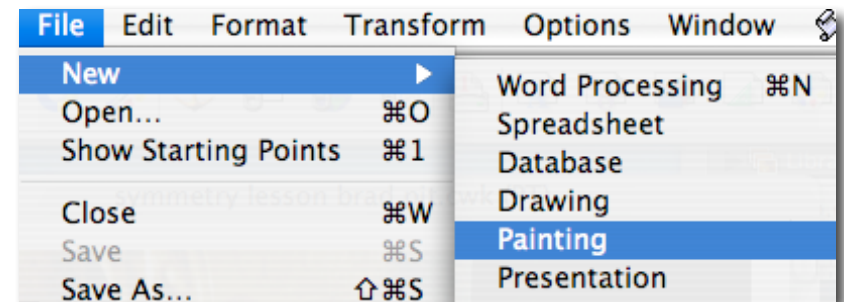 File Edit Format Transform Options Window
New
Open... ⌘O
Show Starting Points ⌘1
Close ⌘W
Save ⌘S
Save As... ⇧⌘S
Word Processing ⌘N
Spreadsheet
Database
Drawing
Painting
Presentation